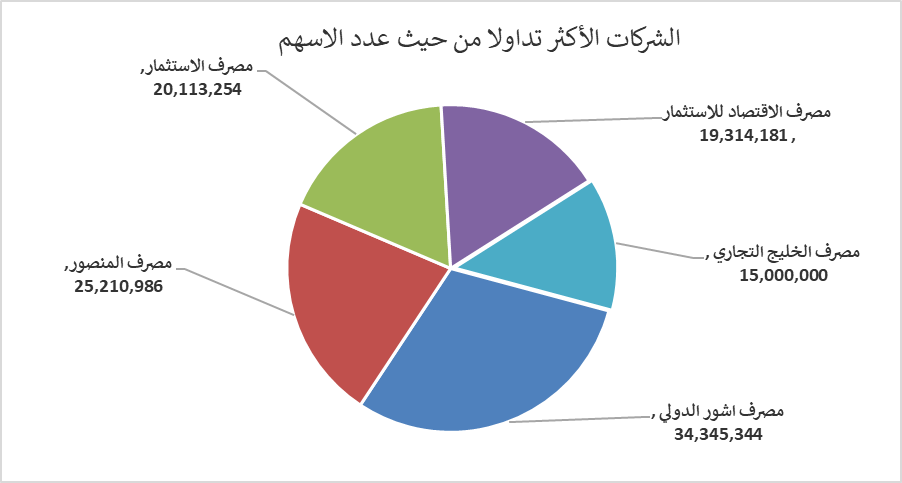 الشركات الأكثر تداولا من حيث عدد الاسهم
مصرف الاستثمار,
20,113,254
مصرف الاقتصاد للاستثمار
19,314,181 ,
مصرف الخليج التجاري ,
15,000,000
مصرف المنصور,
25,210,986
مصرف اشور الدولي ,
34,345,344